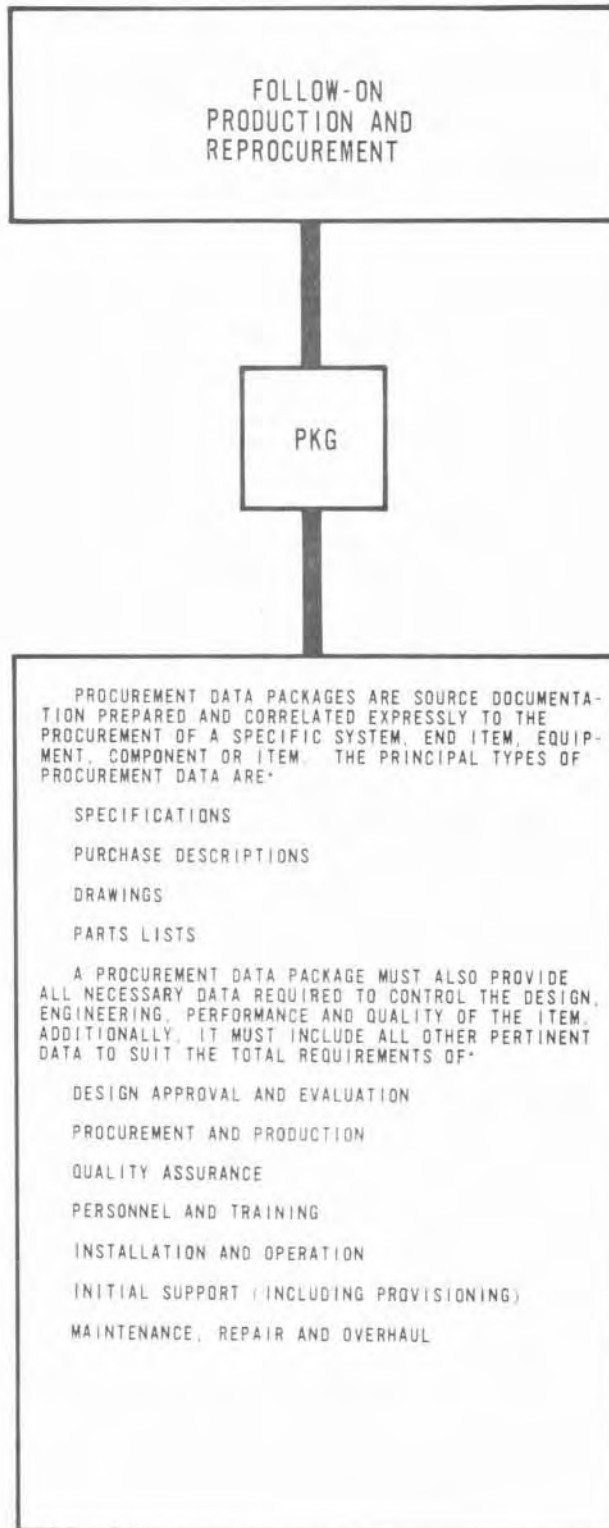 FOLLOW-ON
PRODUCTION AND
REPROCUREMENT
PKG
PROCUREMENT DATA PACKAGES ARE SOURCE DOCUMENTA-
TION PREPARED AND CORRELATED EXPRESSLY TO THE
PROCUREMENT OF A SPECIFIC SYSTEM, END ITEM, EQUIP-
MENT, COMPONENT OR ITEM. THE PRINCIPAL TYPES OF
PROCUREMENT DATA ARE:
SPECIFICATIONS
PURCHASE DESCRIPTIONS
DRAWINGS
PARTS LISTS
A PROCUREMENT DATA PACKAGE MUST ALSO PROVIDE
ALL NECESSARY DATA REQUIRED TO CONTROL THE DESIGN,
ENGINEERING, PERFORMANCE AND QUALITY OF THE ITEM.
ADDITIONALLY, IT MUST INCLUDE ALL OTHER PERTINENT
DATA TO SUIT THE TOTAL REQUIREMENTS OF:
DESIGN APPROVAL AND EVALUATION
PROCUREMENT AND PRODUCTION
QUALITY ASSURANCE
PERSONNEL AND TRAINING
INSTALLATION AND OPERATION
INITIAL SUPPORT (INCLUDING PROVISIONING)
MAINTENANCE, REPAIR AND OVERHAUL